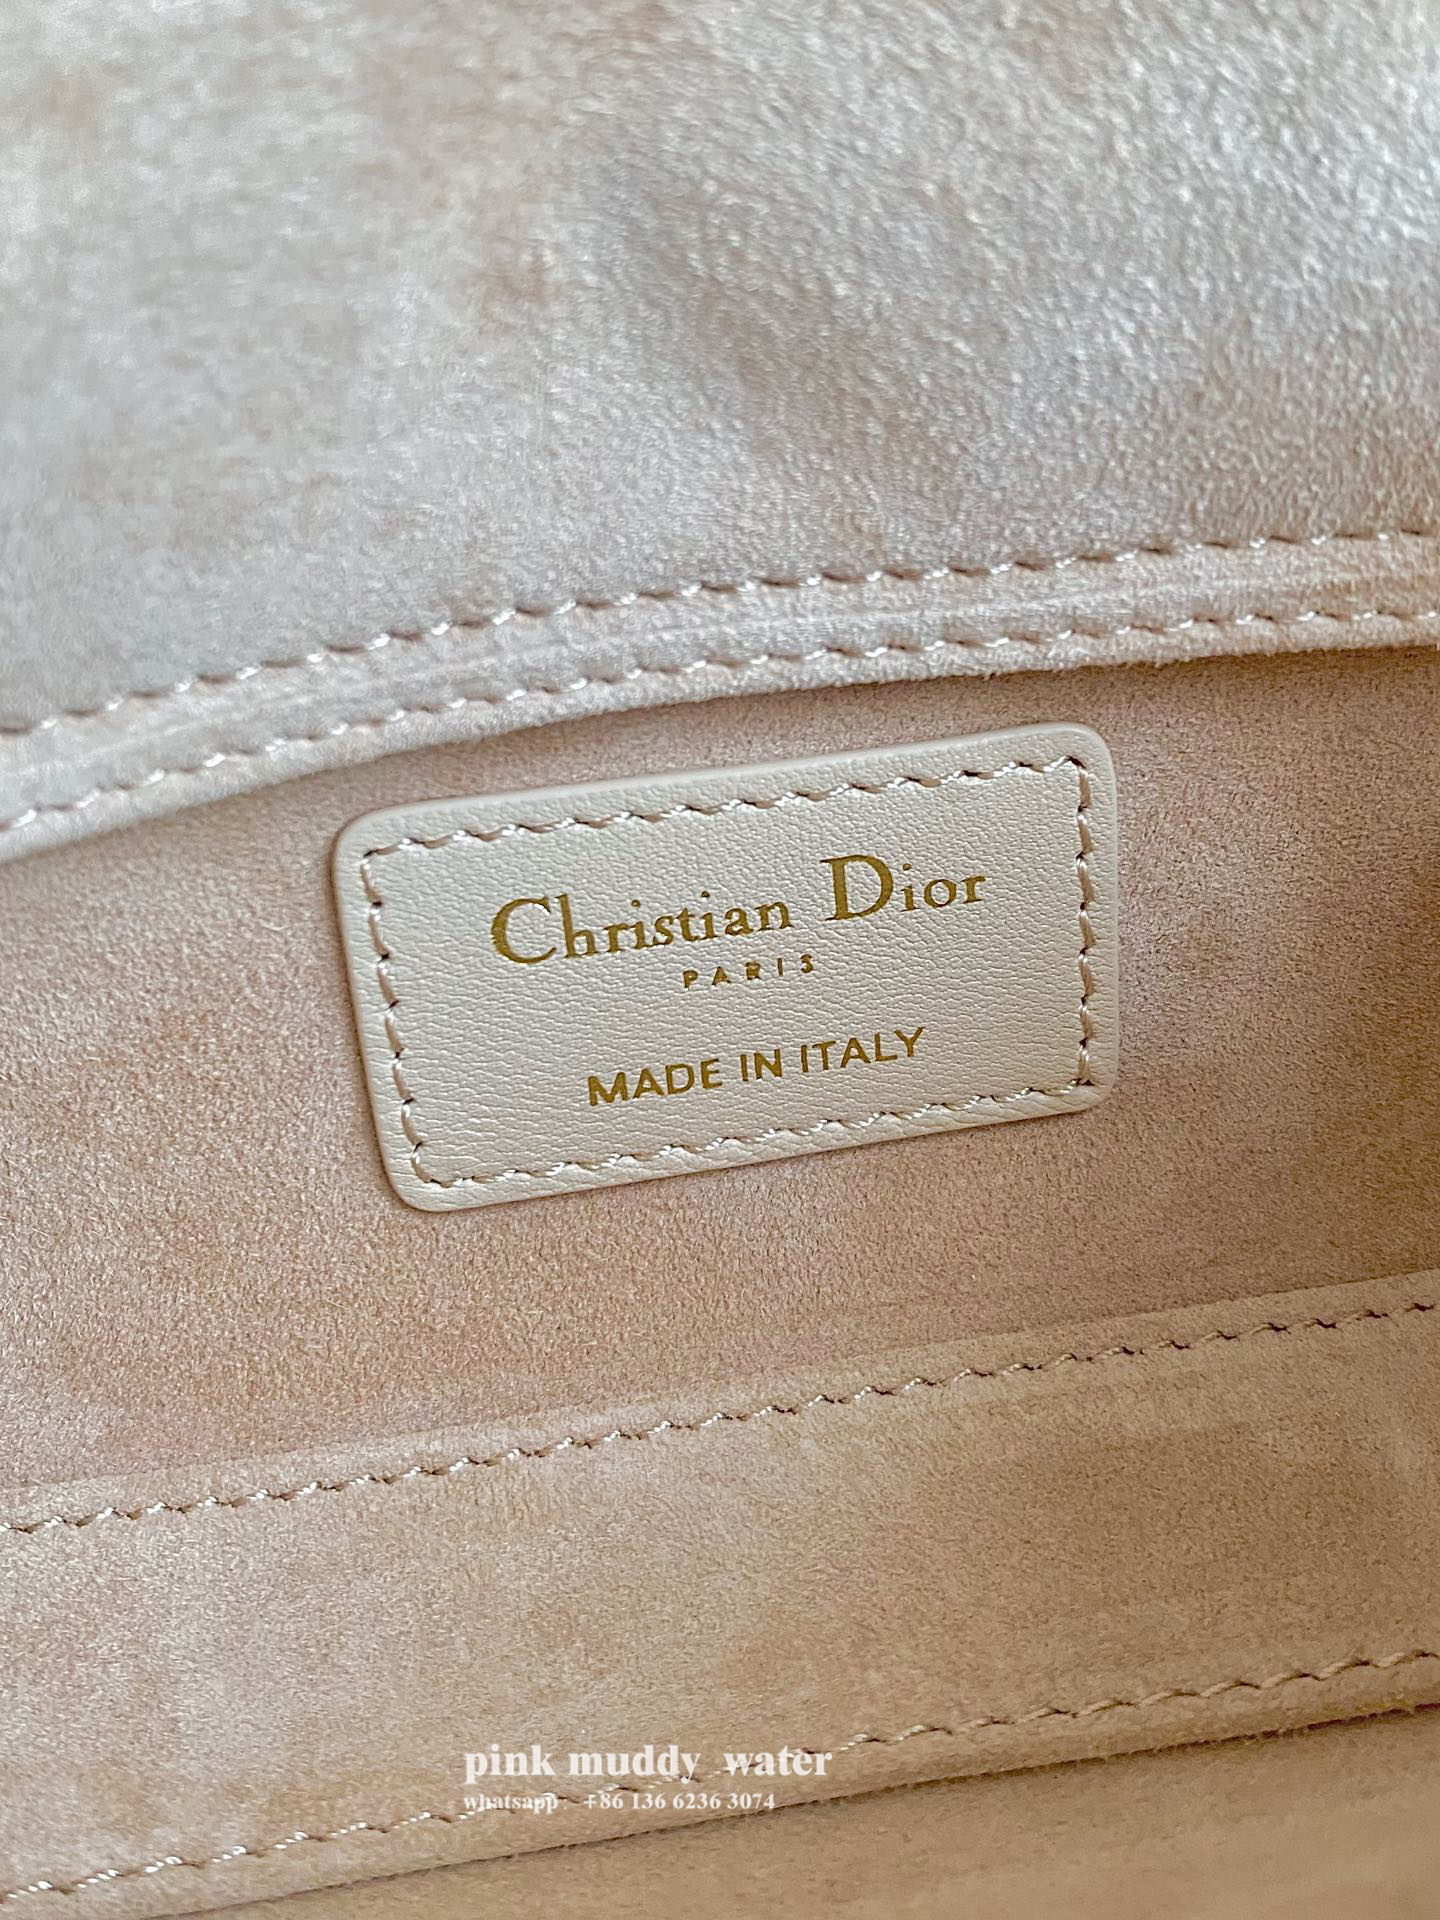 Christian Dior
PARIS
MADE IN ITALY
pink muddy water
whatsapp: +86 136 6236 3074